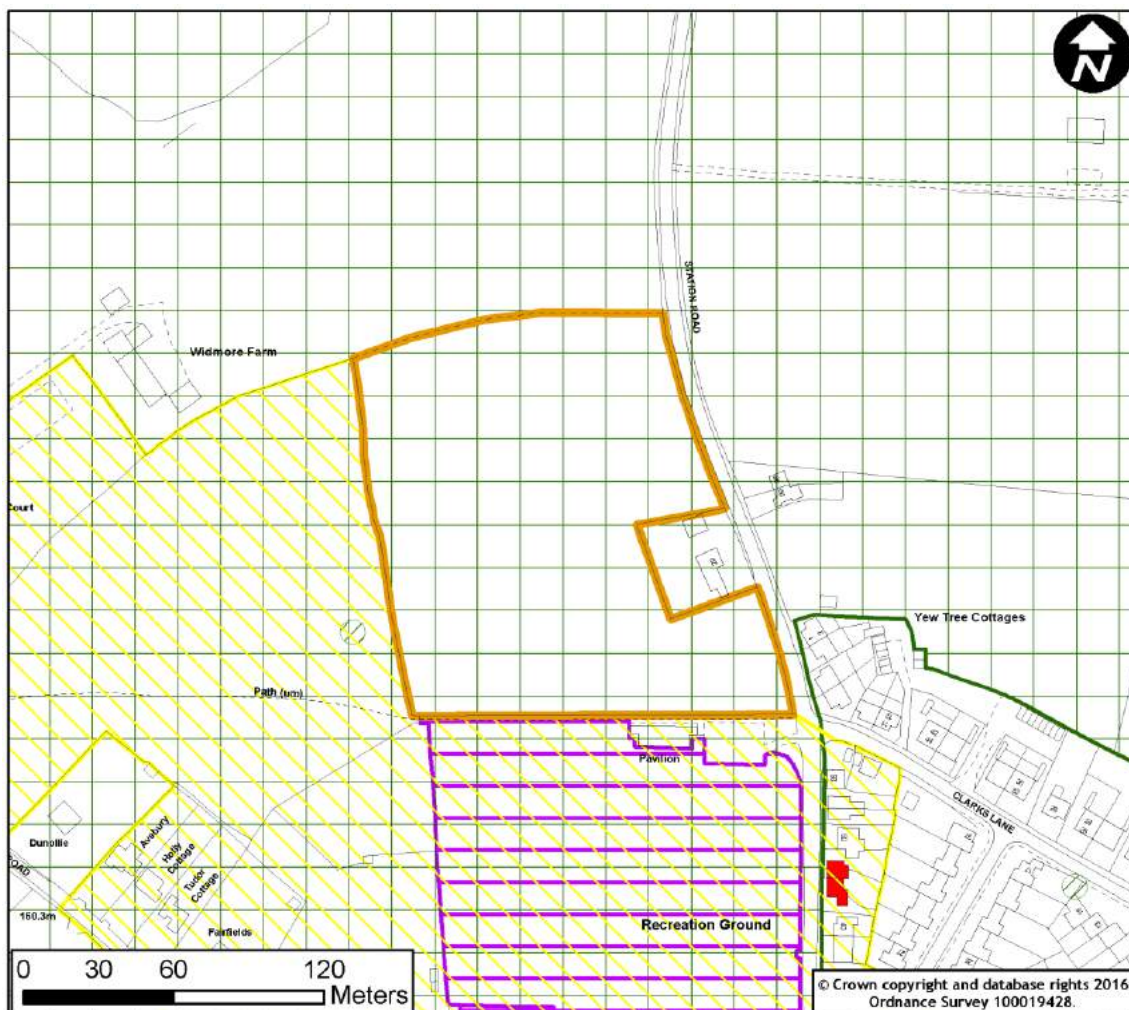 N
STATION ROAD
Widmore Farm
Court
Yew Tree Cottages
Path (um)
Pavilion
CLARKS LANE
Dunollie
Avebury
Holly
Cottage
Tudor
Cottage
OAD
160.3m
Fairfields
Recreation Ground
0 30 60 120
Meters
© Crown copyright and database rights 2016
Ordnance Survey 100019428.